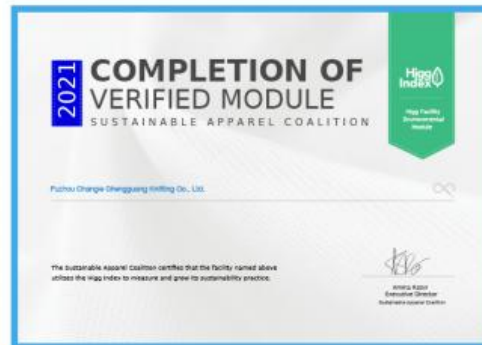 2021
COMPLETION OF
VERIFIED MODULE
SUSTAINABLE APPAREL COALITION
Higg
Index
Higg Facility
Environmental
Module
Fuzhou Changle Shengguang Knitting Co., Ltd.
The Sustainable Apparel Coalition certifies that the facility named above
utilizes the Higg Index to measure and grow its sustainability practice.
Amina Razvi
Executive Director
Sustainable Apparel Coalition